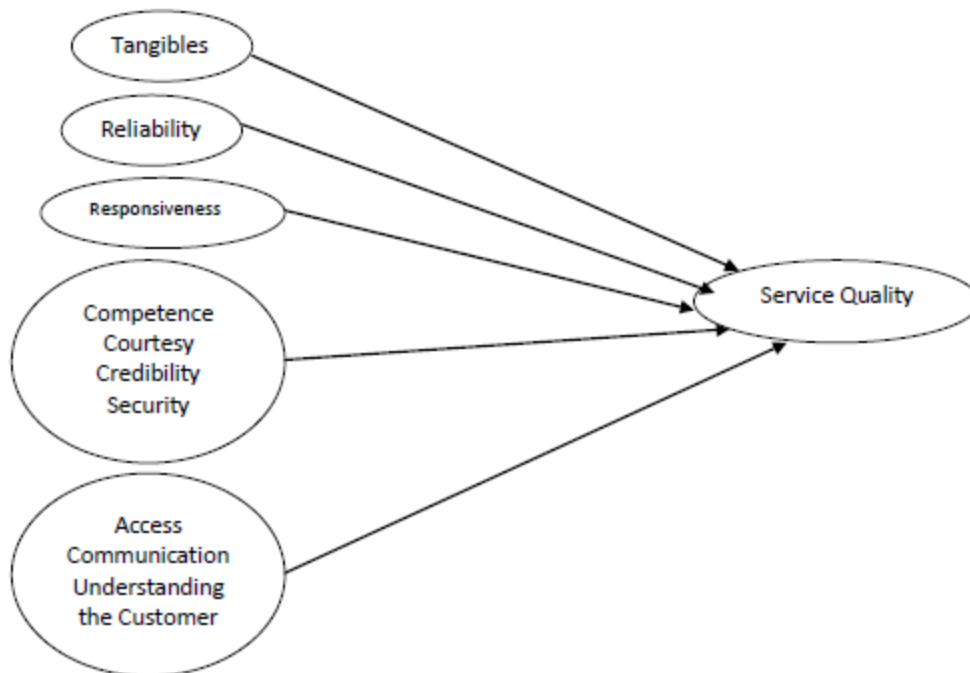 Tangibles
Reliability
Responsiveness
Service Quality
Competence
Courtesy
Credibility
Security
Access
Communication
Understanding
the Customer